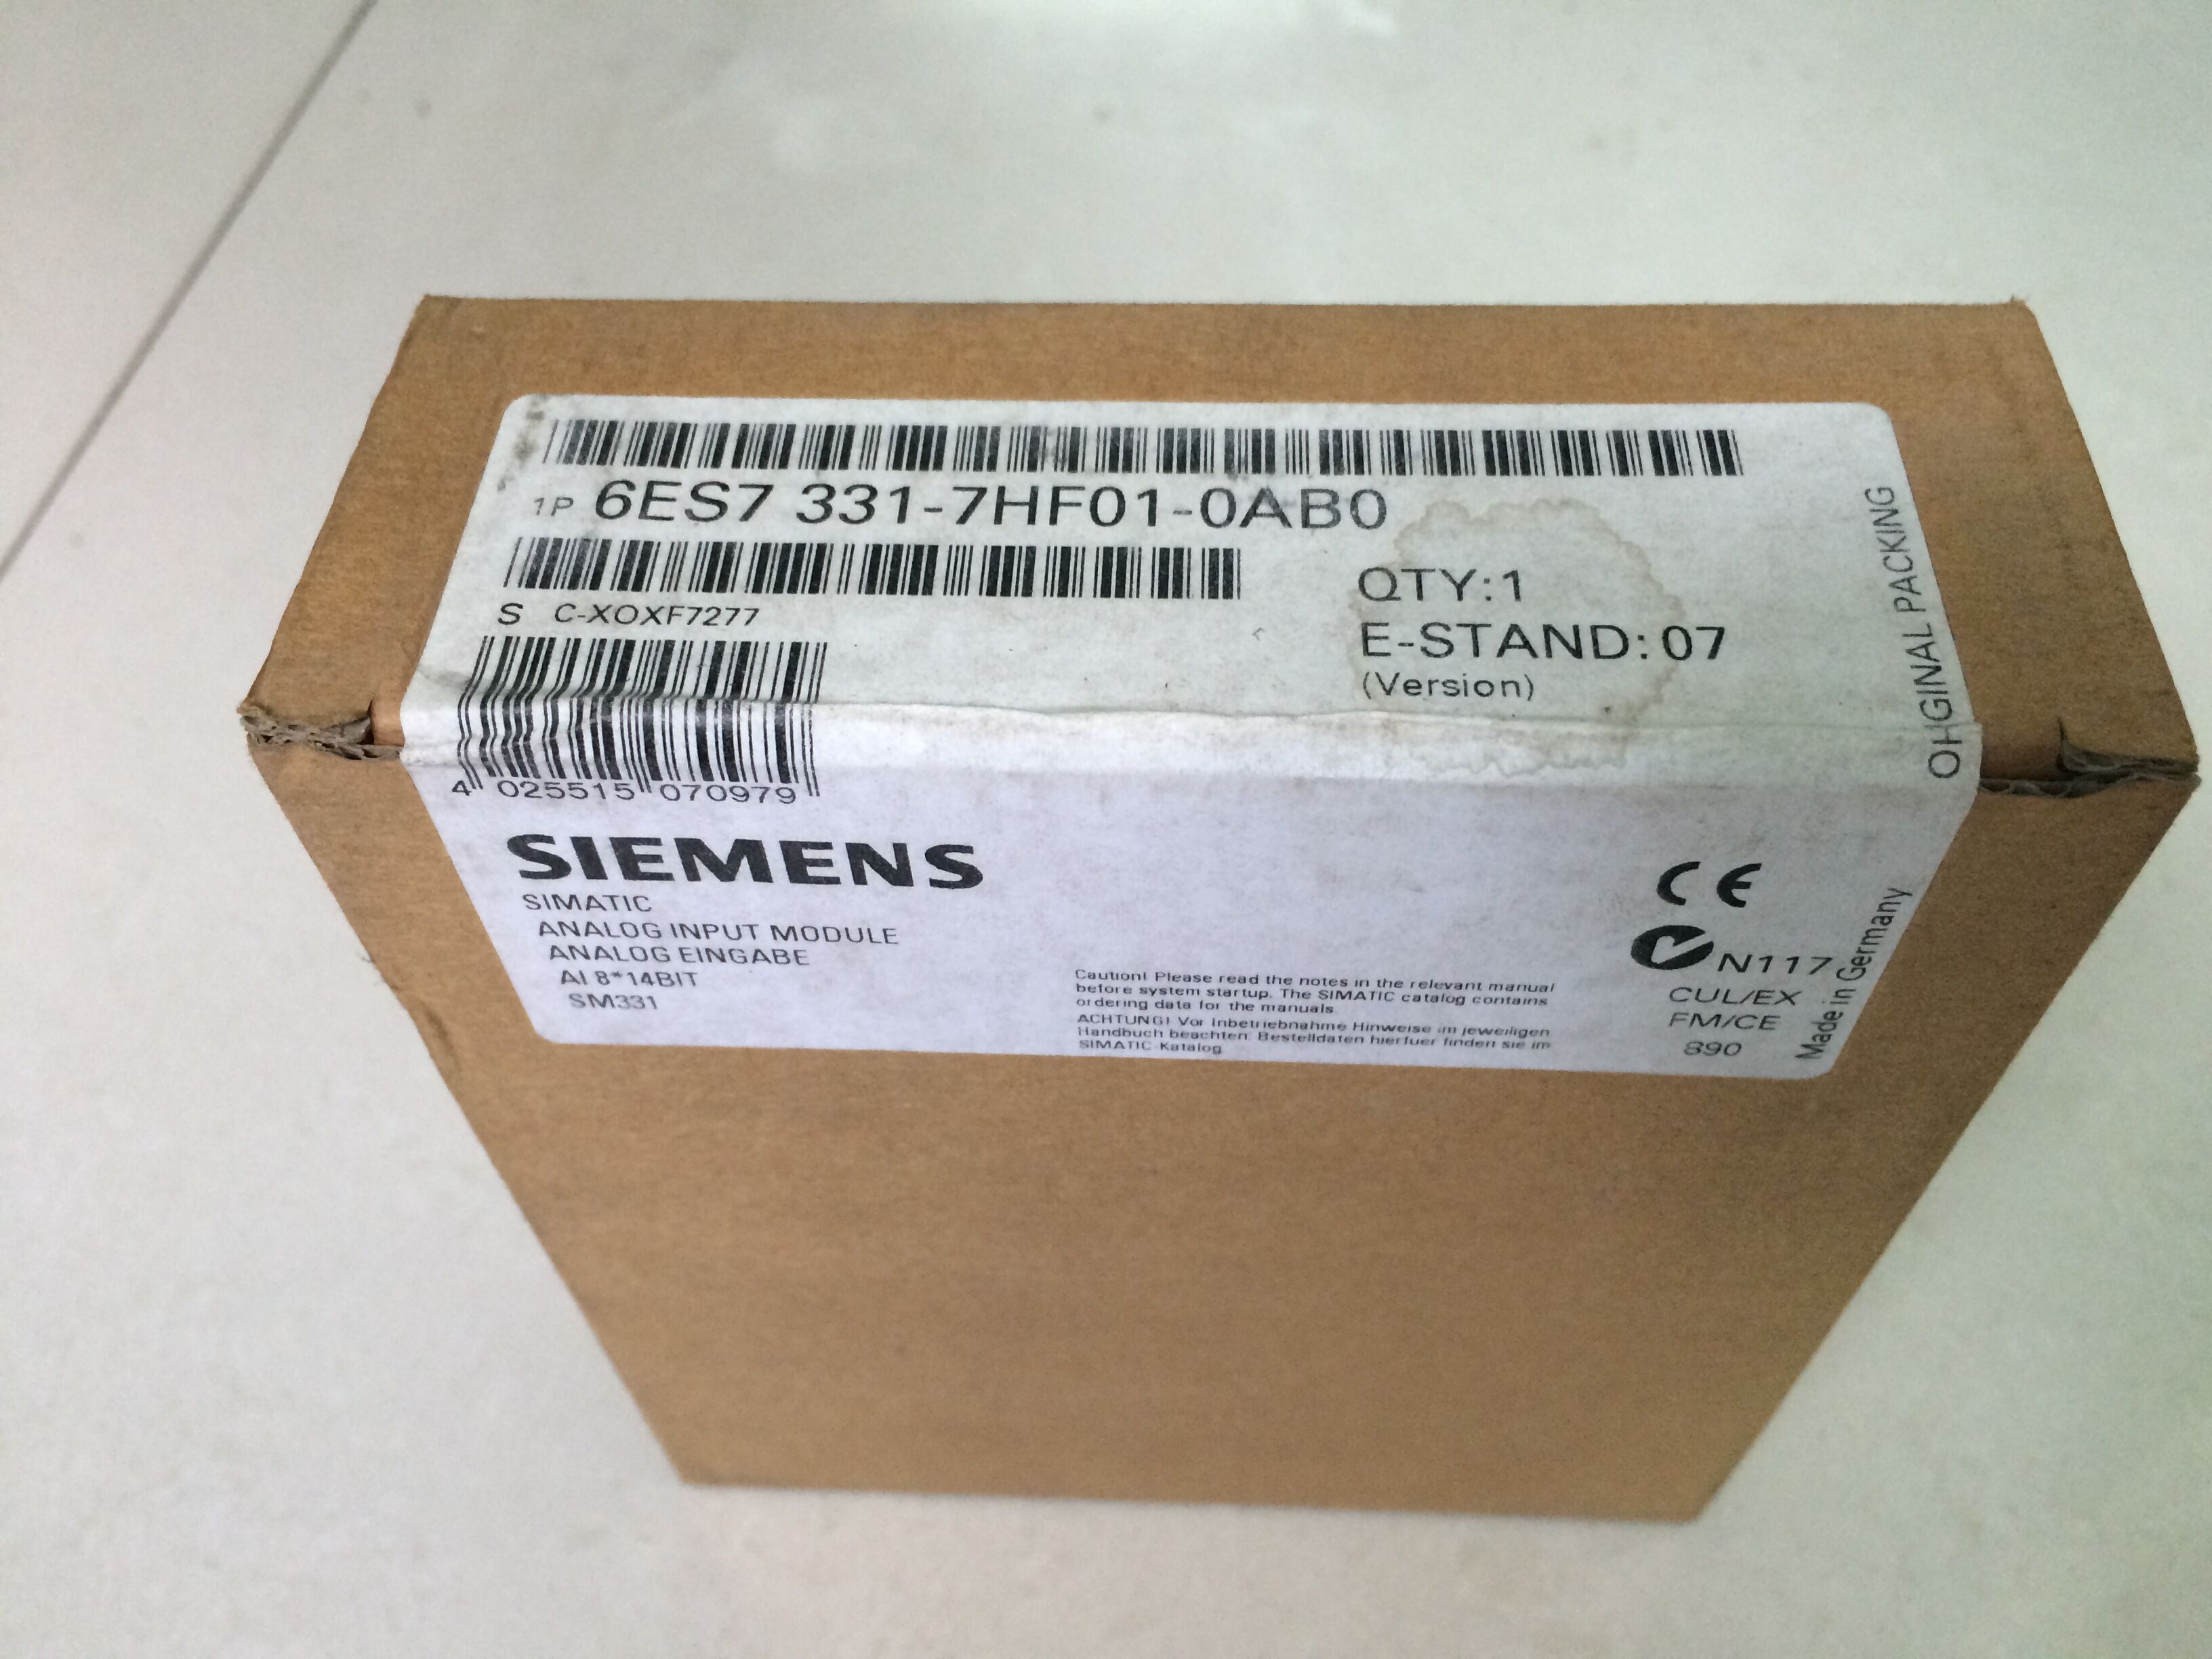 1P 6ES7 331-7HF01-0AB0
S C-XOXF7277
QTY:1
E-STAND:07
(Version)
ORIGINAL PACKING
4 025515 070979
SIEMENS
SIMATIC
ANALOG INPUT MODULE
ANALOG EINGABE
AI 8*14BIT
SM331
Caution! Please read the notes in the relevant manual
before system startup. The SIMATIC catalog contains
ordering data for the manuals.
ACHTUNG! Vor Inbetriebnahme Hinweise im jeweiligen
Handbuch beachten. Bestelldaten hierfuer finden sie im
SIMATIC-Katalog
CE
N117
CUL/EX
FM/CE
890
Made in Germany